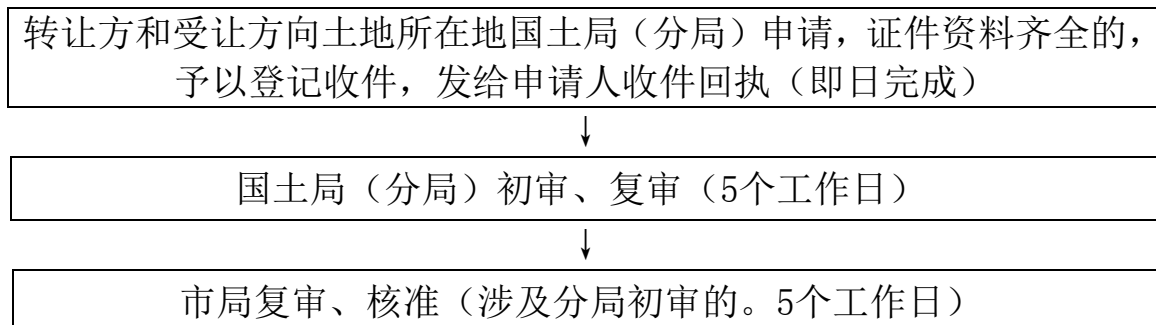 转让方和受让方向土地所在地国土局（分局）申请，证件资料齐全的，
予以登记收件，发给申请人收件回执（即日完成）
国土局（分局）初审、复审（5个工作日）
市局复审、核准（涉及分局初审的。5个工作日）